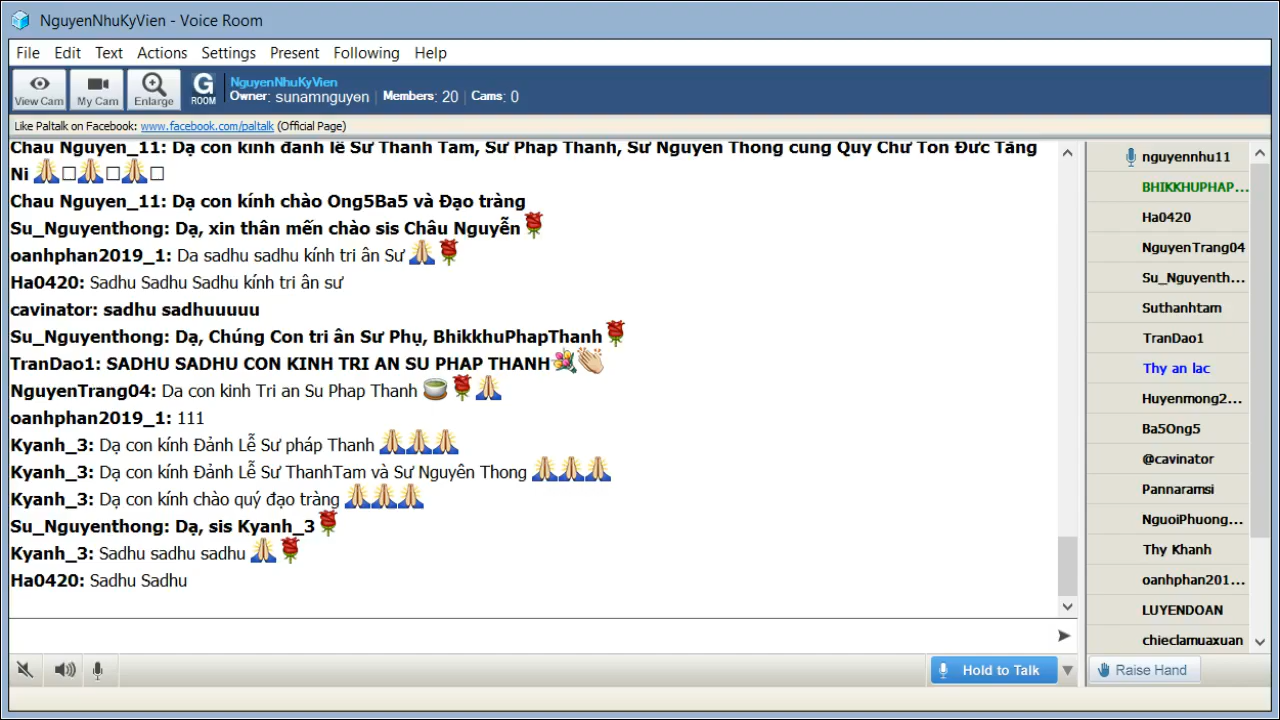 NguyenNhuKyVien - Voice Room
File Edit Text Actions Settings Present Following Help
View Cam My Cam Enlarge G ROOM
NguyenNhuKyVien
Owner: sunamnguyen | Members: 20 | Cams: 0
Like Paltalk on Facebook: www.facebook.com/paltalk (Official Page)
Chau Nguyen_11: Dạ con kính đảnh lễ Sư Thanh Tâm, Sư Pháp Thanh, Sư Nguyên Thông cùng Quý Chư Tôn Đức Tăng
Ni 🙏□🙏□🙏□
Chau Nguyen_11: Dạ con kính chào Ong5Ba5 và Đạo tràng
Su_Nguyenthong: Dạ, xin thân mến chào sis Châu Nguyễn🌹
oanhphan2019_1: Da sadhu sadhu kính tri ân Sư 🙏🌹
Ha0420: Sadhu Sadhu Sadhu kính tri ân sư
cavinator: sadhu sadhuuuuu
Su_Nguyenthong: Dạ, Chúng Con tri ân Sư Phụ, BhikkhuPhapThanh🌹
TranDao1: SADHU SADHU CON KINH TRI AN SU PHAP THANH💐👏
NguyenTrang04: Da con kinh Tri an Su Phap Thanh 🍵🌹🙏
oanhphan2019_1: 111
Kyanh_3: Dạ con kính Đảnh Lễ Sư pháp Thanh 🙏🙏🙏
Kyanh_3: Dạ con kính Đảnh Lễ Sư ThanhTam và Sư Nguyên Thong 🙏🙏🙏
Kyanh_3: Dạ con kính chào quý đạo tràng 🙏🙏🙏
Su_Nguyenthong: Dạ, sis Kyanh_3🌹
Kyanh_3: Sadhu sadhu sadhu 🙏🌹
Ha0420: Sadhu Sadhu
nguyennhu11
BHIKKHUPHAP...
Ha0420
NguyenTrang04
Su_Nguyenth...
Suthanhtam
TranDao1
Thy an lac
Huyenmong2...
Ba5Ong5
@cavinator
Pannaramsi
NguoiPhuong...
Thy Khanh
oanhphan201...
LUYENDOAN
chieclamuaxuan
Hold to Talk
Raise Hand